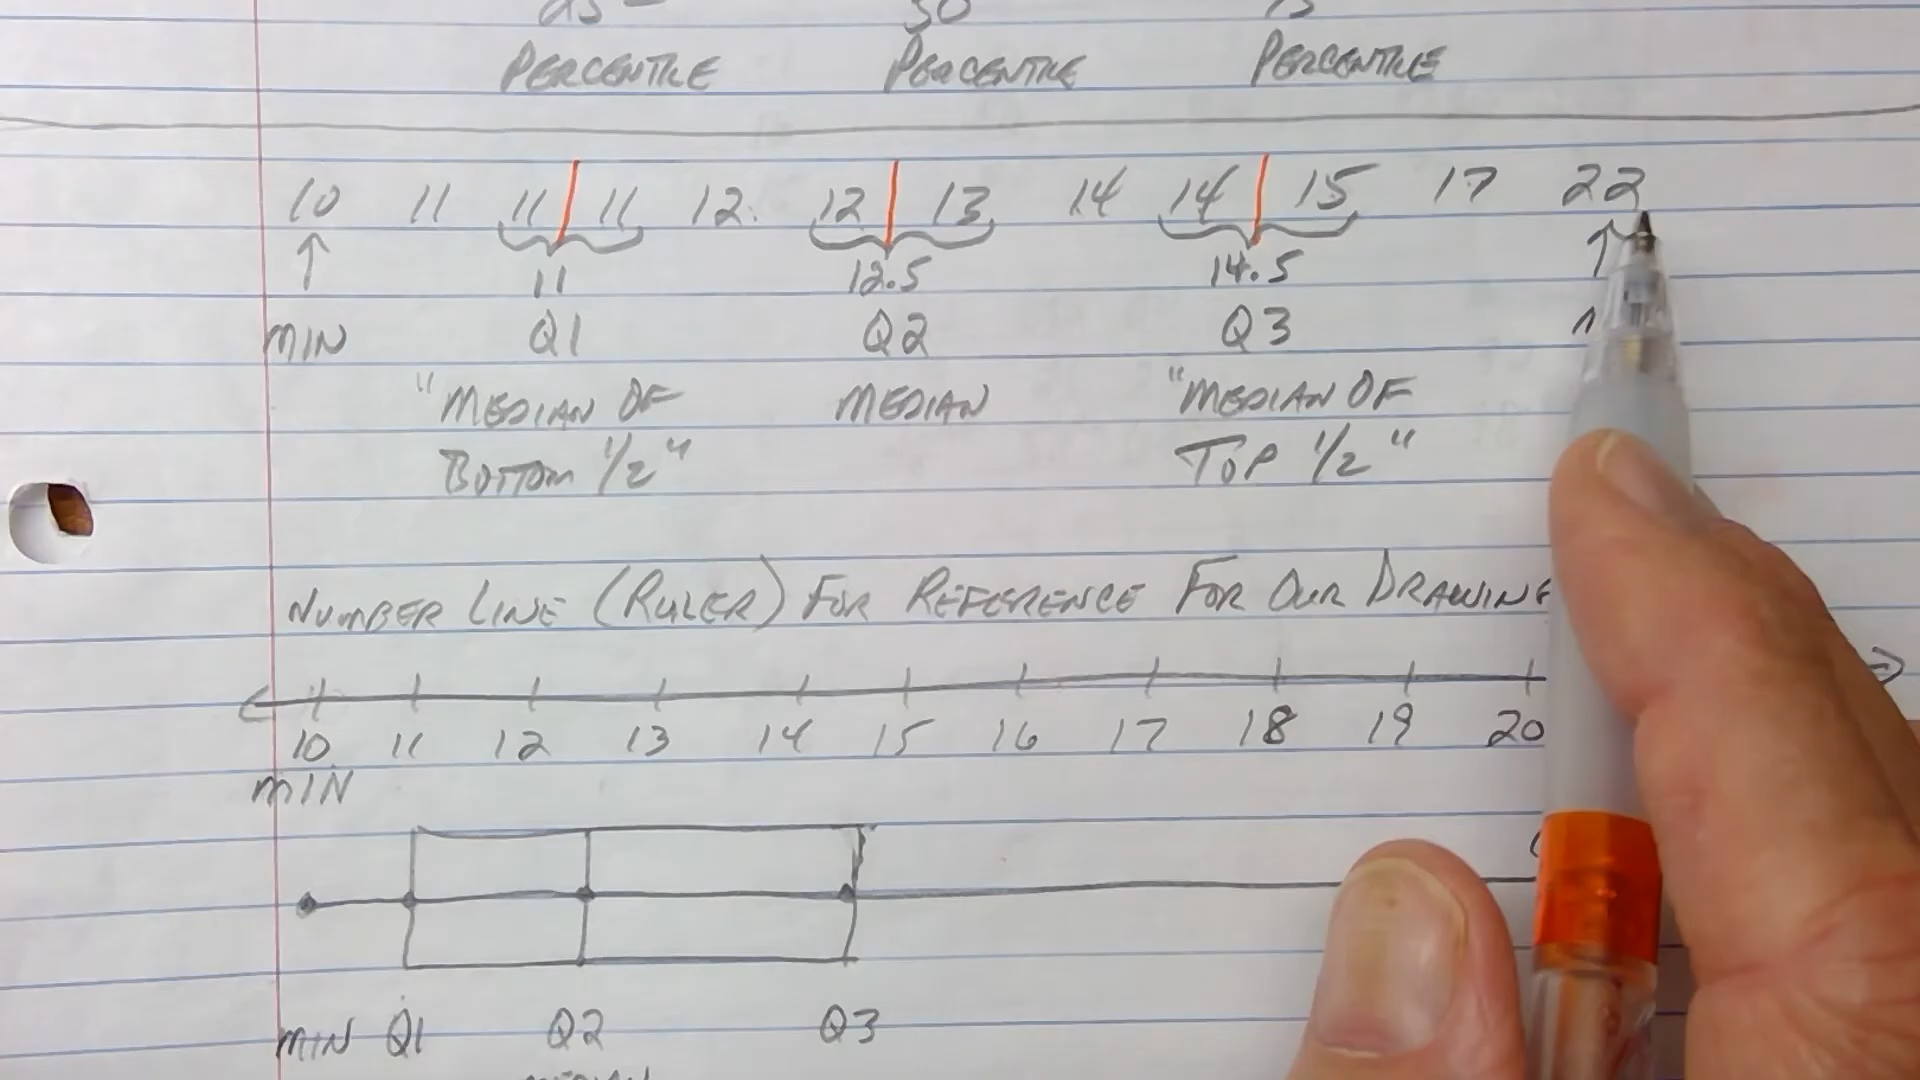 PERCENTILE PERCENTILE PERCENTILE
10 11 11 11 12 12 13 14 14 15 17 22
11 12.5 14.5
MIN Q1 Q2 Q3
"MEDIAN OF MEDIAN "MEDIAN OF
BOTTOM 1/2" TOP 1/2"
NUMBER LINE (RULER) FOR REFERENCE FOR OUR DRAWING
10 11 12 13 14 15 16 17 18 19 20
MIN
MIN Q1 Q2 Q3